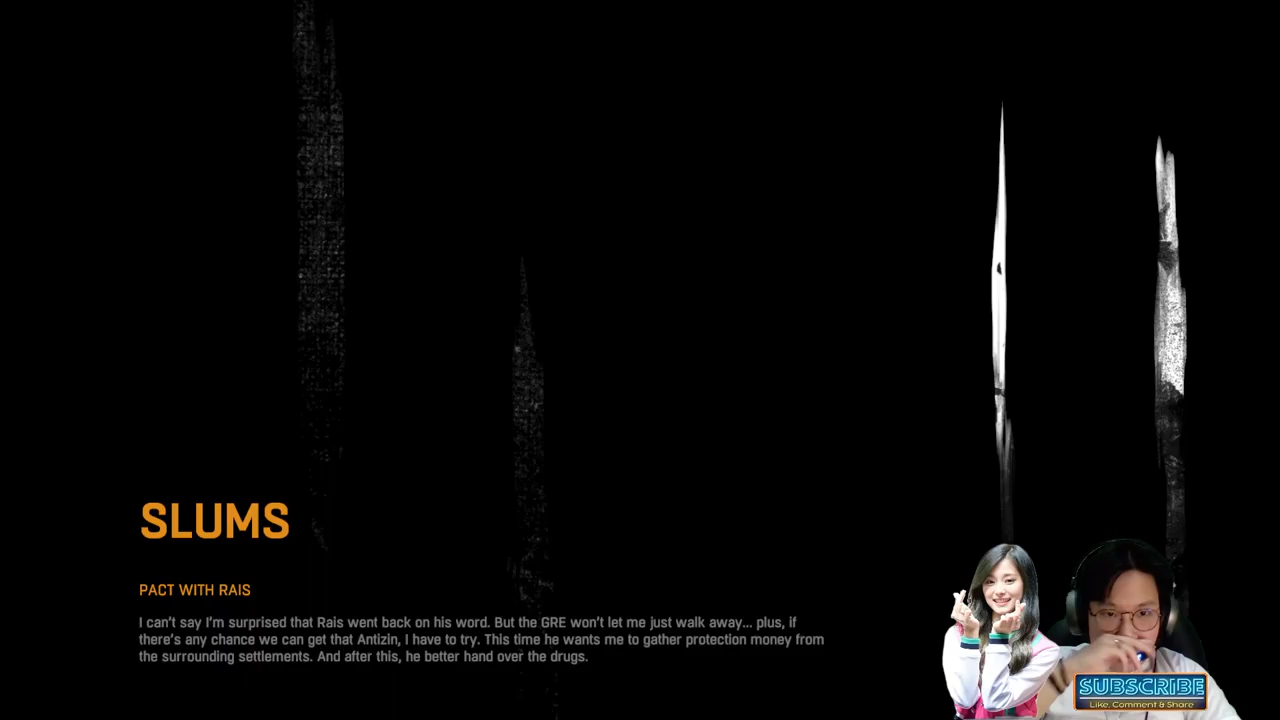 SLUMS
PACT WITH RAIS
I can't say I'm surprised that Rais went back on his word. But the GRE won't let me just walk away... plus, if
there's any chance we can get that Antizin, I have to try. This time he wants me to gather protection money from
the surrounding settlements. And after this, he better hand over the drugs.
SUBSCRIBE
Like, Comment & Share